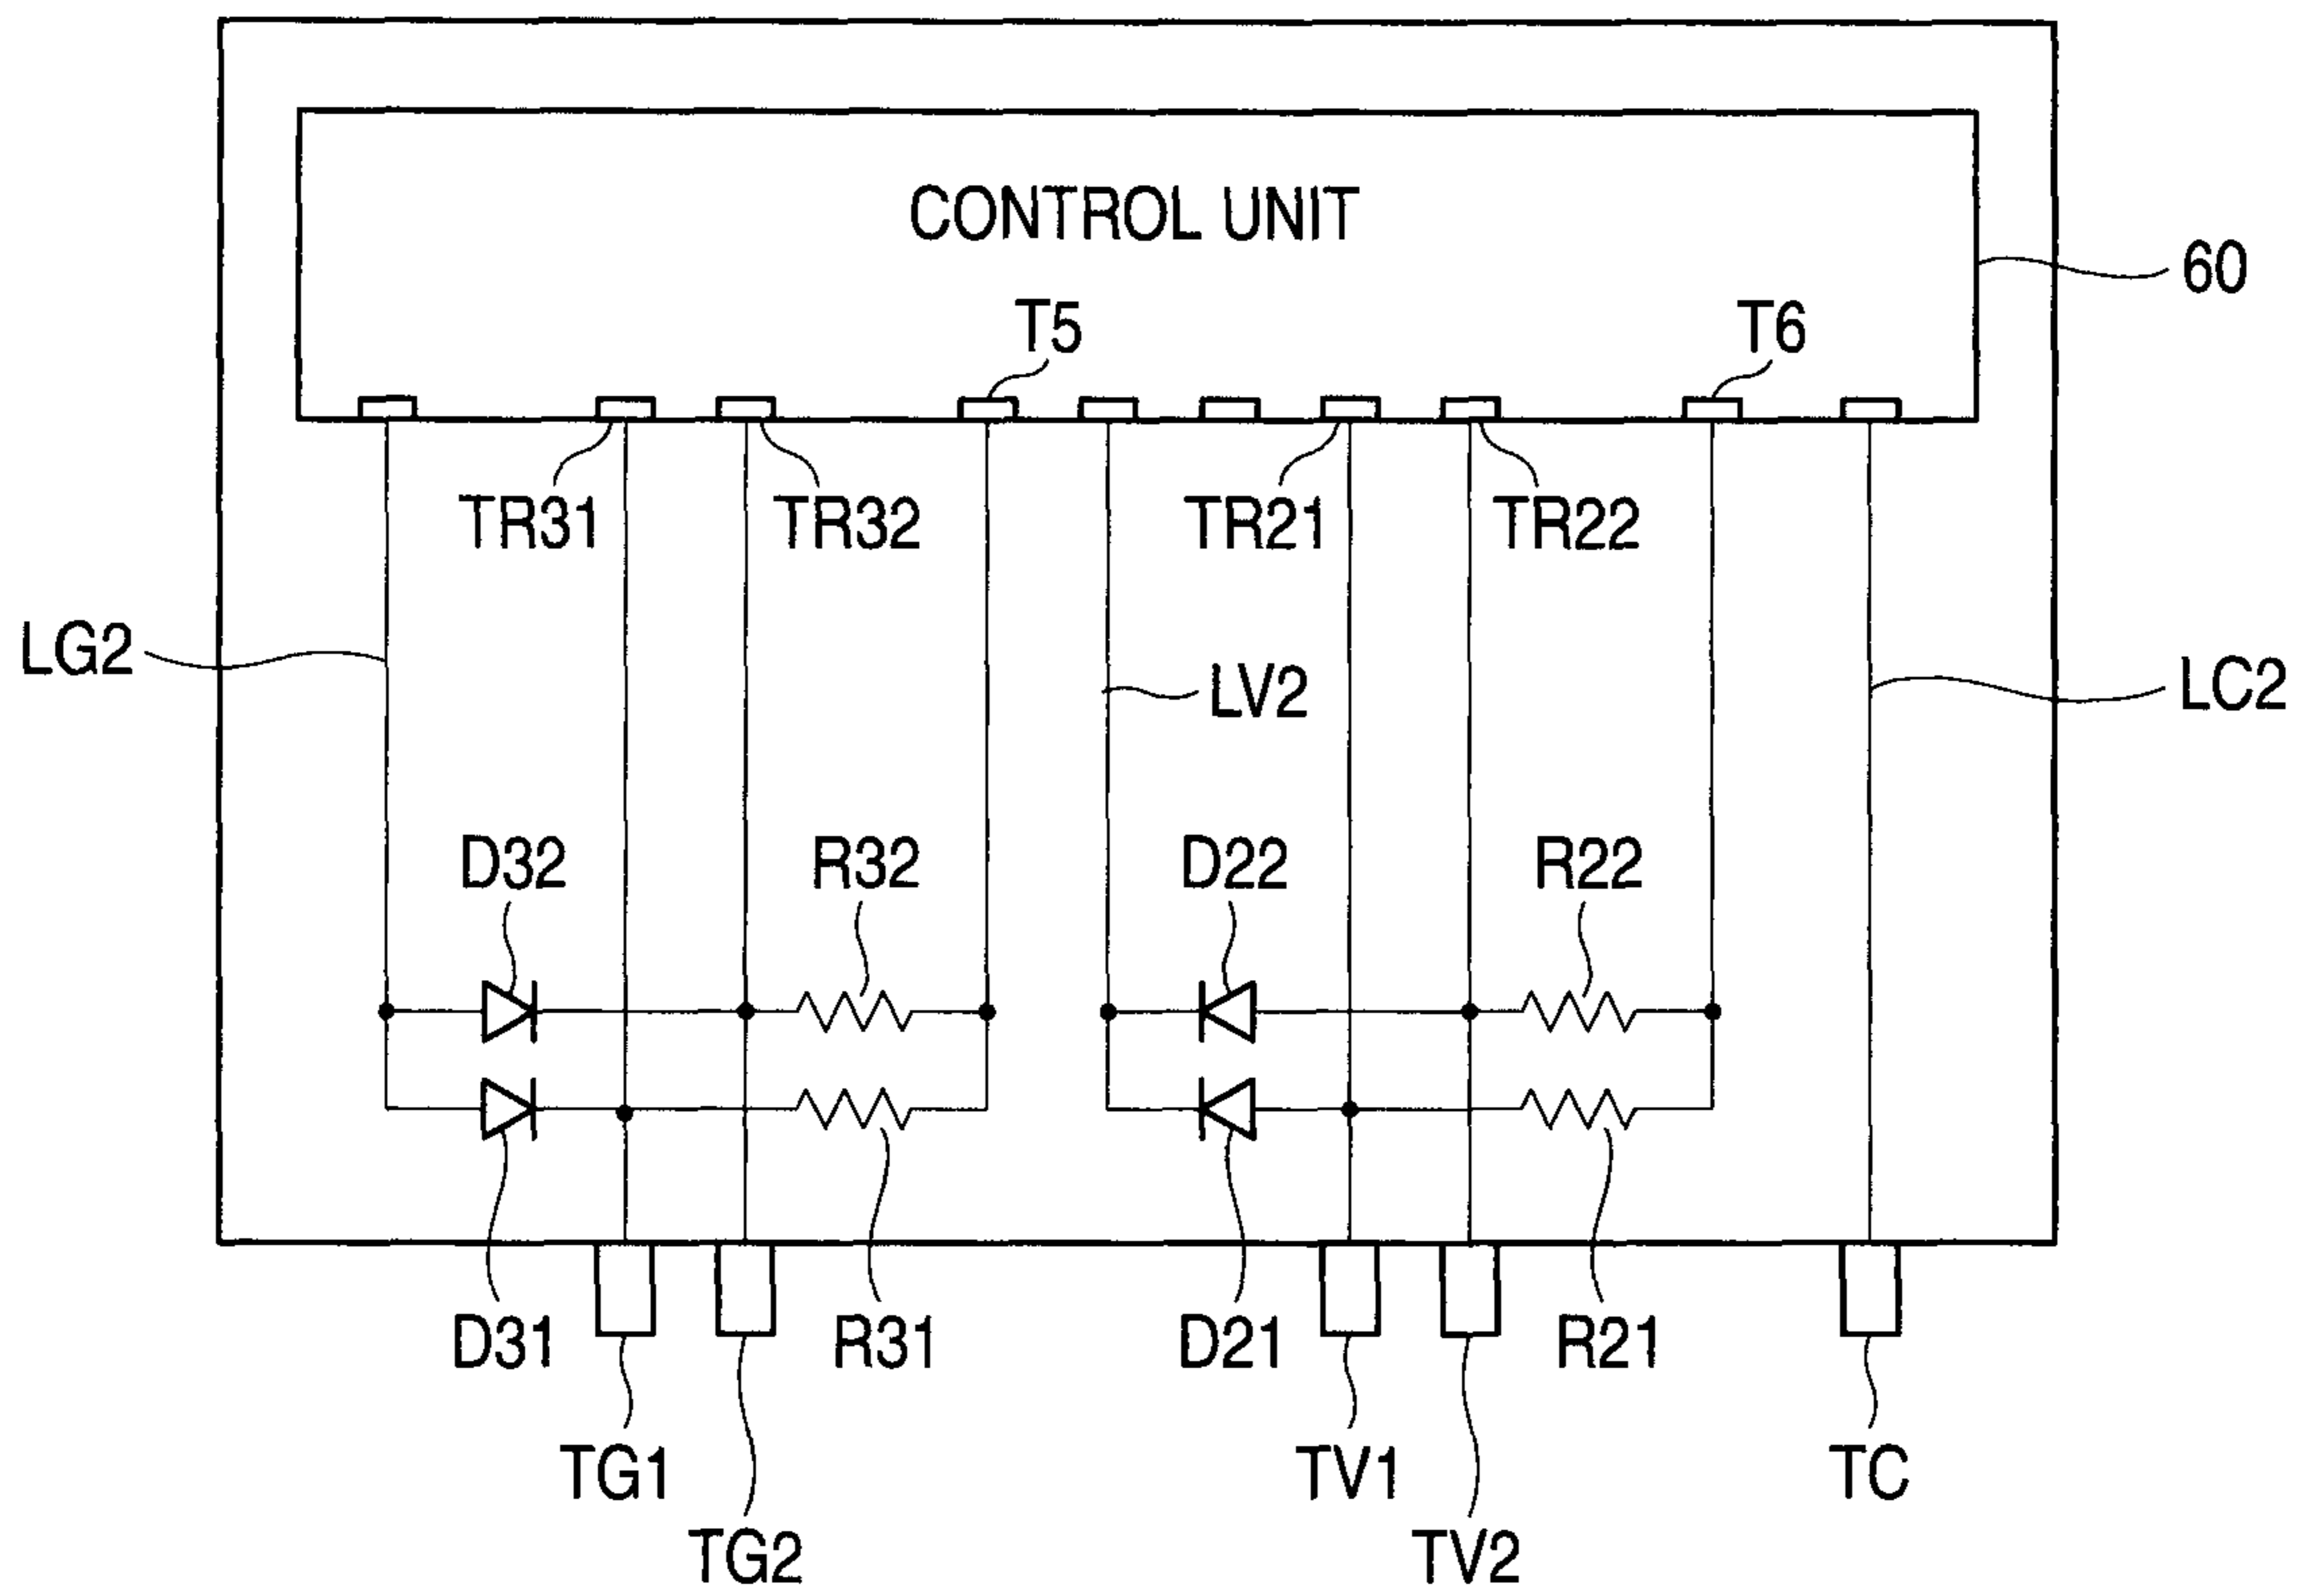 CONTROL UNIT
60
T5
T6
TR31
TR32
TR21
TR22
LG2
LV2
LC2
D32
R32
D22
R22
D31
R31
D21
R21
TG1
TV1
TC
TG2
TV2